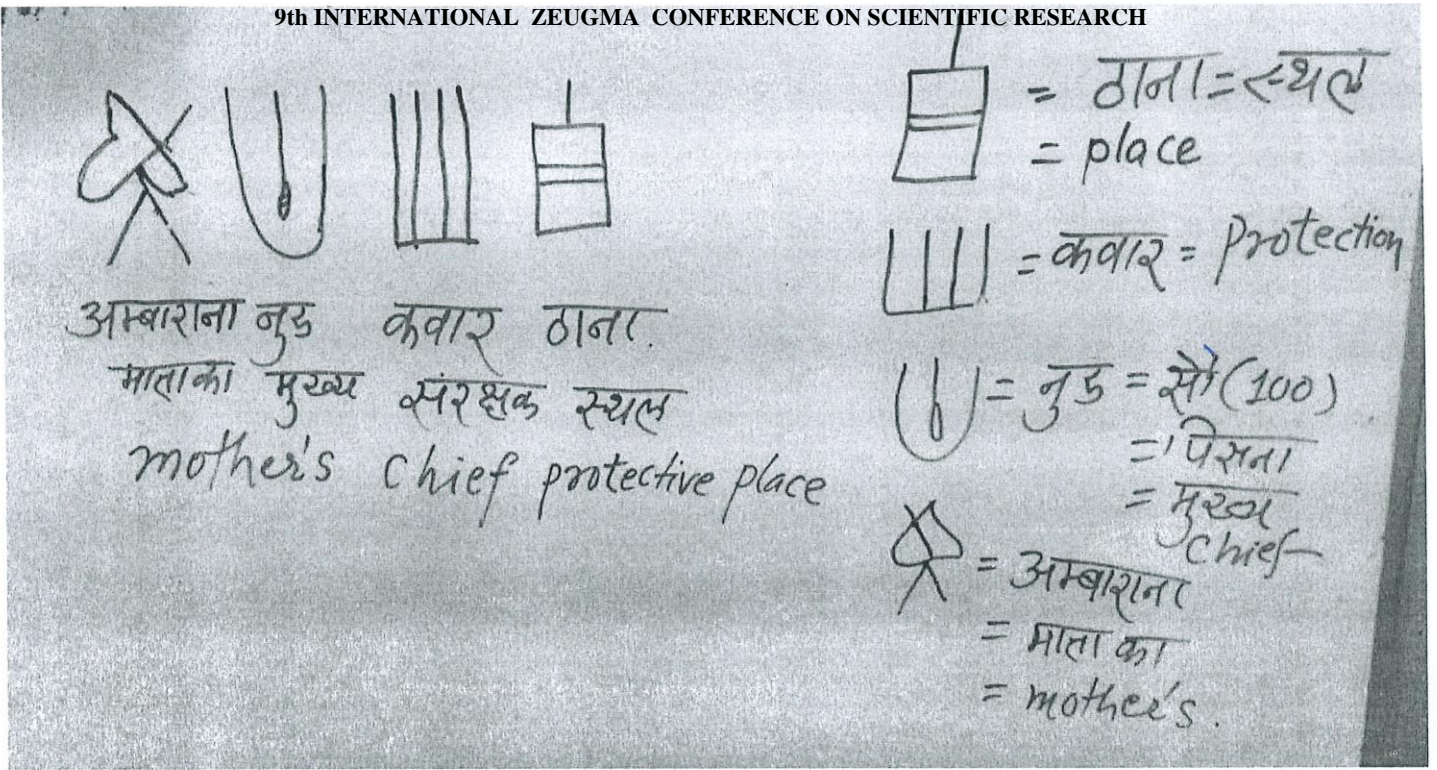 9th INTERNATIONAL ZEUGMA CONFERENCE ON SCIENTIFIC RESEARCH
अम्बाराना नुड कवार ठाना.
माता का मुख्य संरक्षक स्थल
mother's chief protective place
= ठाना = स्थल
= place
= कवार = Protection
= नुड = सौ (100)
= पिसना
= मुख्य
chief
= अम्बाराना
= माता का
= mother's.